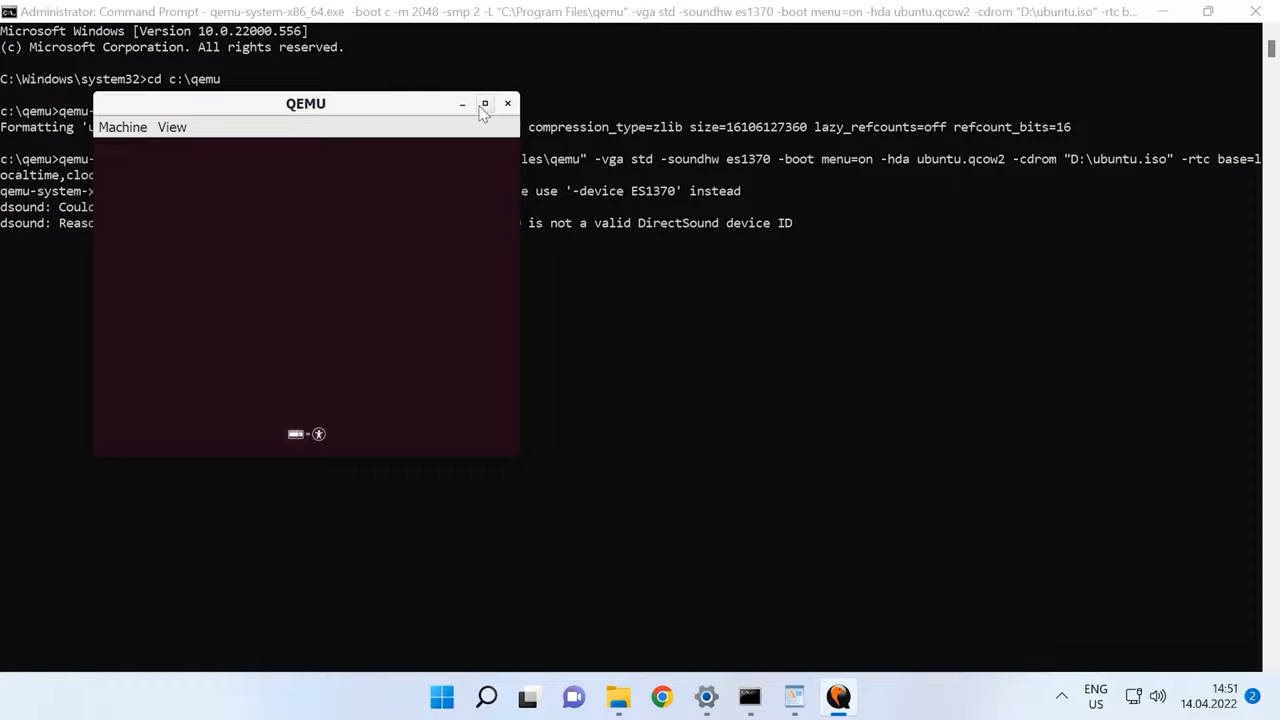 Administrator: Command Prompt - qemu-system-x86_64.exe -boot c -m 2048 -smp 2 -L "C:\Program Files\qemu" -vga std -soundhw es1370 -boot menu=on -hda ubuntu.qcow2 -cdrom "D:\ubuntu.iso" -rtc b...
Microsoft Windows [Version 10.0.22000.556]
(c) Microsoft Corporation. All rights reserved.
C:\Windows\system32>cd c:\qemu
QEMU
c:\qemu>qemu-
Machine View
Formatting 'u compression_type=zlib size=16106127360 lazy_refcounts=off refcount_bits=16
c:\qemu>qemu- les\qemu" -vga std -soundhw es1370 -boot menu=on -hda ubuntu.qcow2 -cdrom "D:\ubuntu.iso" -rtc base=l
ocaltime,cloc
qemu-system-> e use '-device ES1370' instead
dsound: Could
dsound: Reaso is not a valid DirectSound device ID
ENG
US
14:51
14.04.2022
2